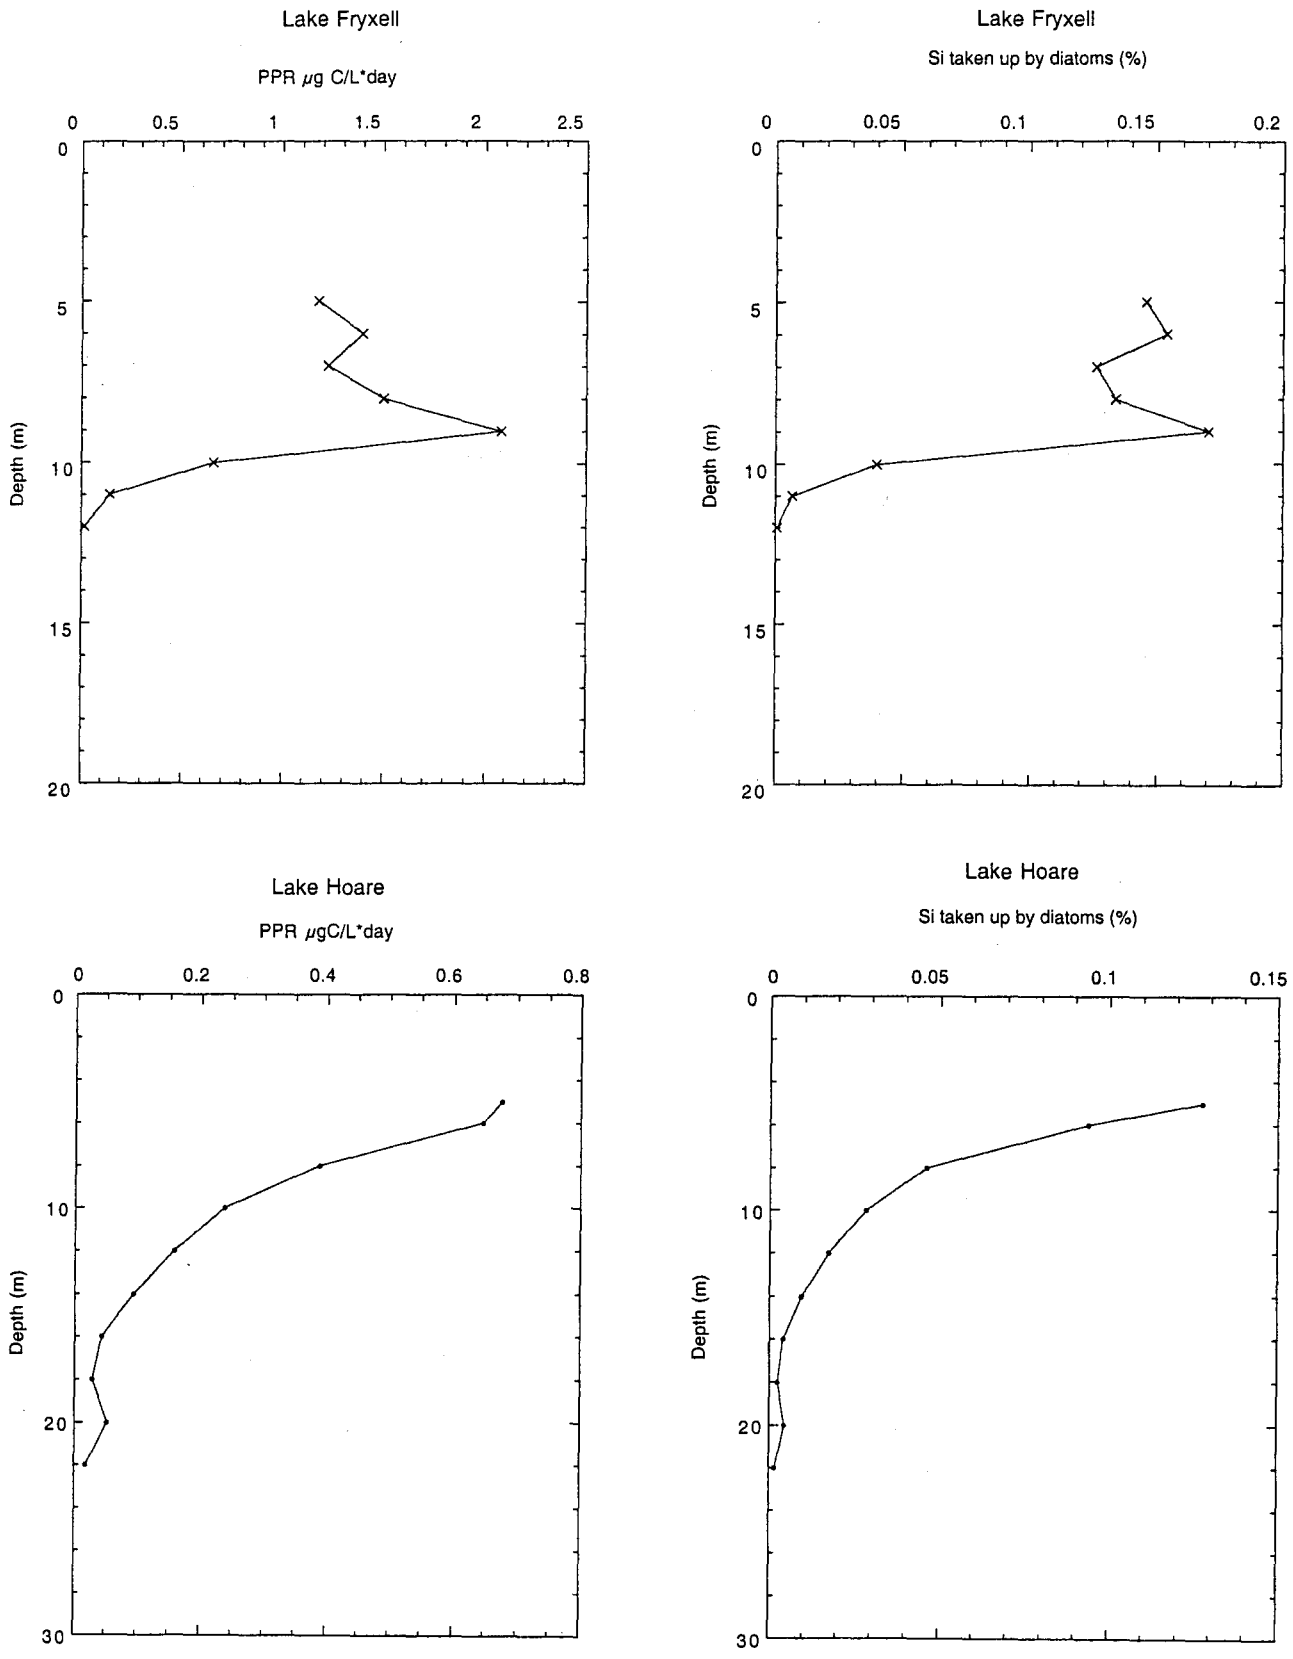 Lake Fryxell
PPR µg C/L*day
0 0.5 1 1.5 2 2.5
0
5
10
15
20
Depth (m)
Lake Fryxell
Si taken up by diatoms (%)
0 0.05 0.1 0.15 0.2
0
5
10
15
20
Depth (m)
Lake Hoare
PPR µgC/L*day
0 0.2 0.4 0.6 0.8
0
10
20
30
Depth (m)
Lake Hoare
Si taken up by diatoms (%)
0 0.05 0.1 0.15
0
10
20
30
Depth (m)